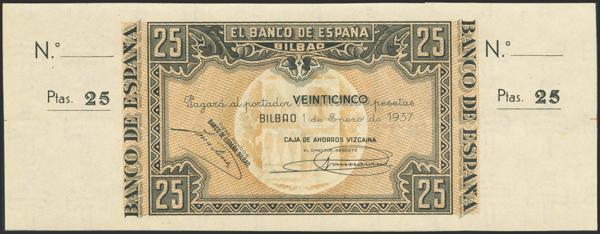 N.º
Ptas. 25
BANCO DE ESPAÑA
25
EL BANCO DE ESPAÑA
BILBAO
25
Pagará al portador VEINTICINCO pesetas
BILBAO 1 de Enero de 1937
CAJA DE AHORROS VIZCAINA
EL DIRECTOR GERENTE
25
25
BANCO DE ESPAÑA
N.º
Ptas. 25